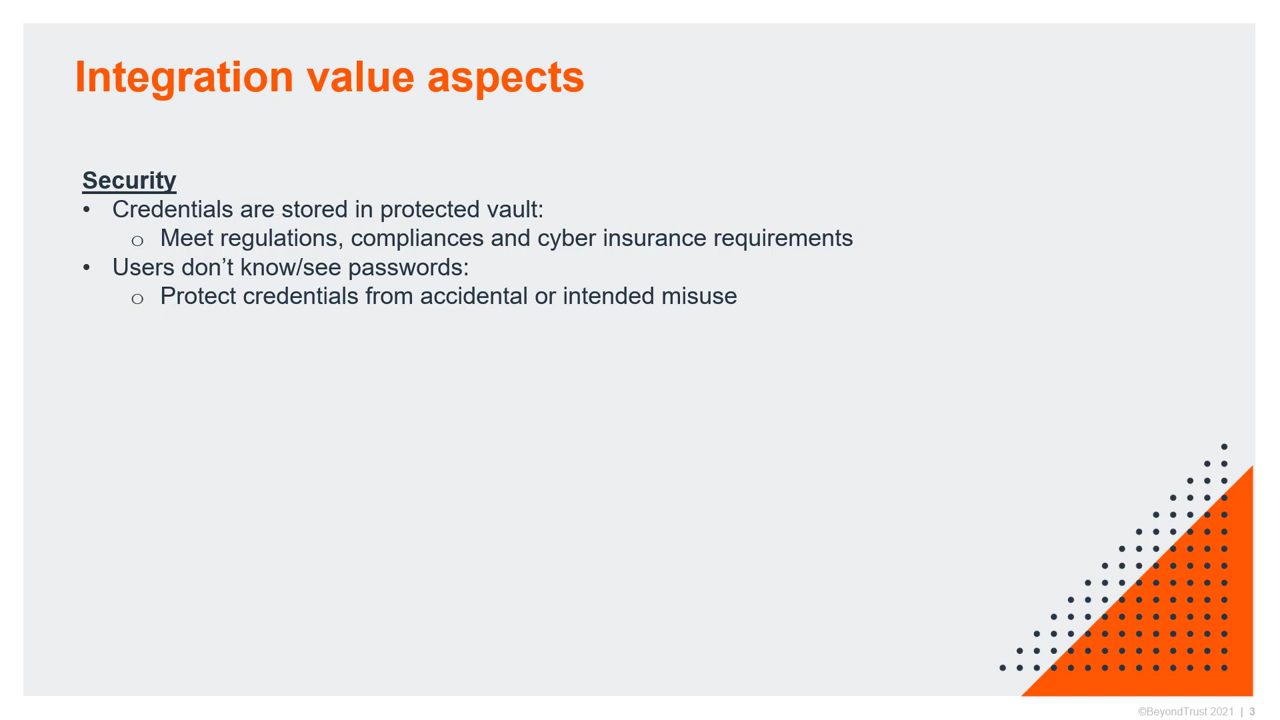 Integration value aspects
Security
• Credentials are stored in protected vault:
o Meet regulations, compliances and cyber insurance requirements
• Users don’t know/see passwords:
o Protect credentials from accidental or intended misuse
©BeyondTrust 2021 | 3